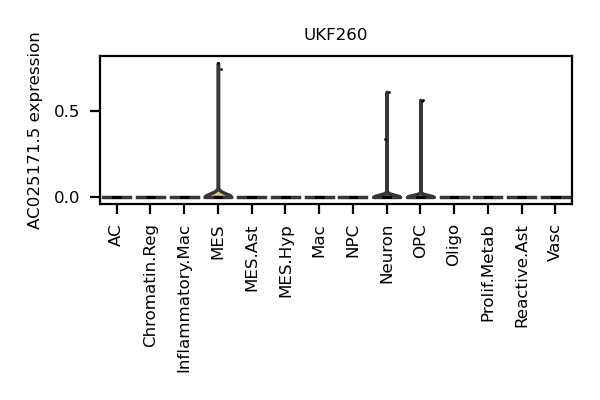 UKF260
AC025171.5 expression
0.5
0.0
AC
Chromatin.Reg
Inflammatory.Mac
MES
MES.Ast
MES.Hyp
Mac
NPC
Neuron
OPC
Oligo
Prolif.Metab
Reactive.Ast
Vasc